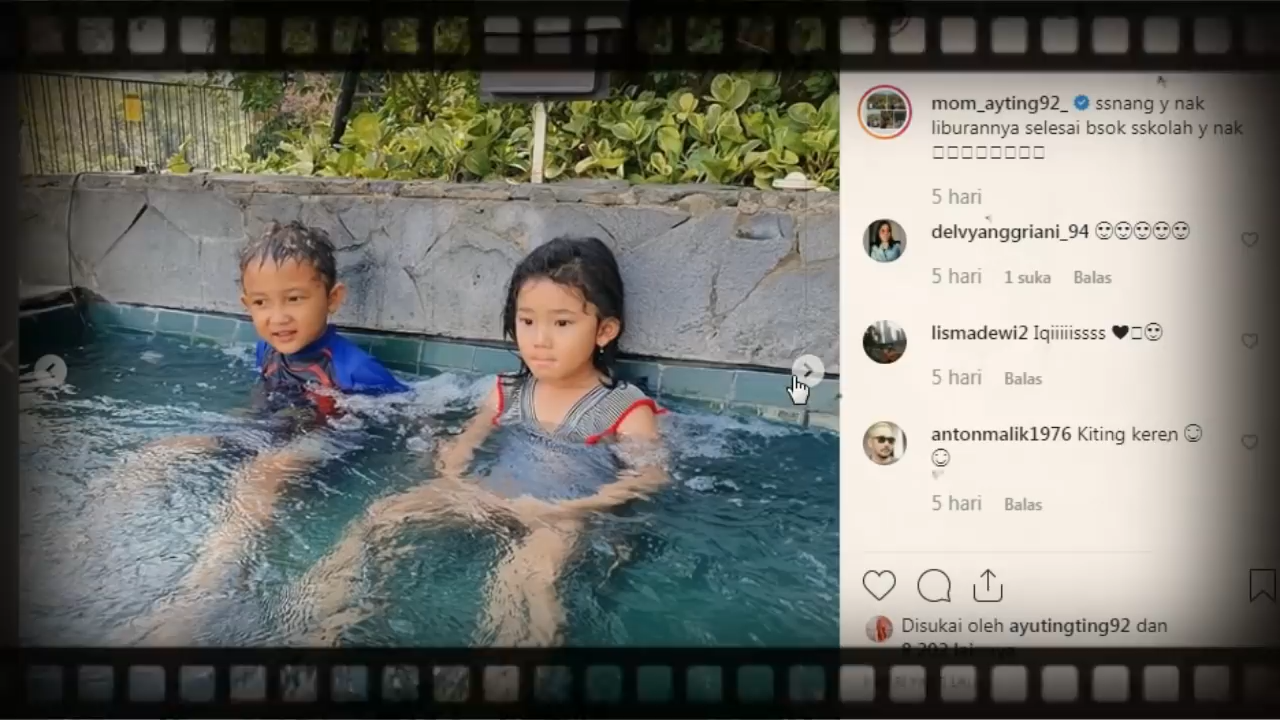 mom_ayting92_ ssnang y nak
liburannya selesai bsok sskolah y nak
5 hari
delvyanggriani_94
5 hari 1 suka Balas
lismadewi2 Iqiiiiissss
5 hari Balas
antonmalik1976 Kiting keren
5 hari Balas
Disukai oleh ayutingting92 dan